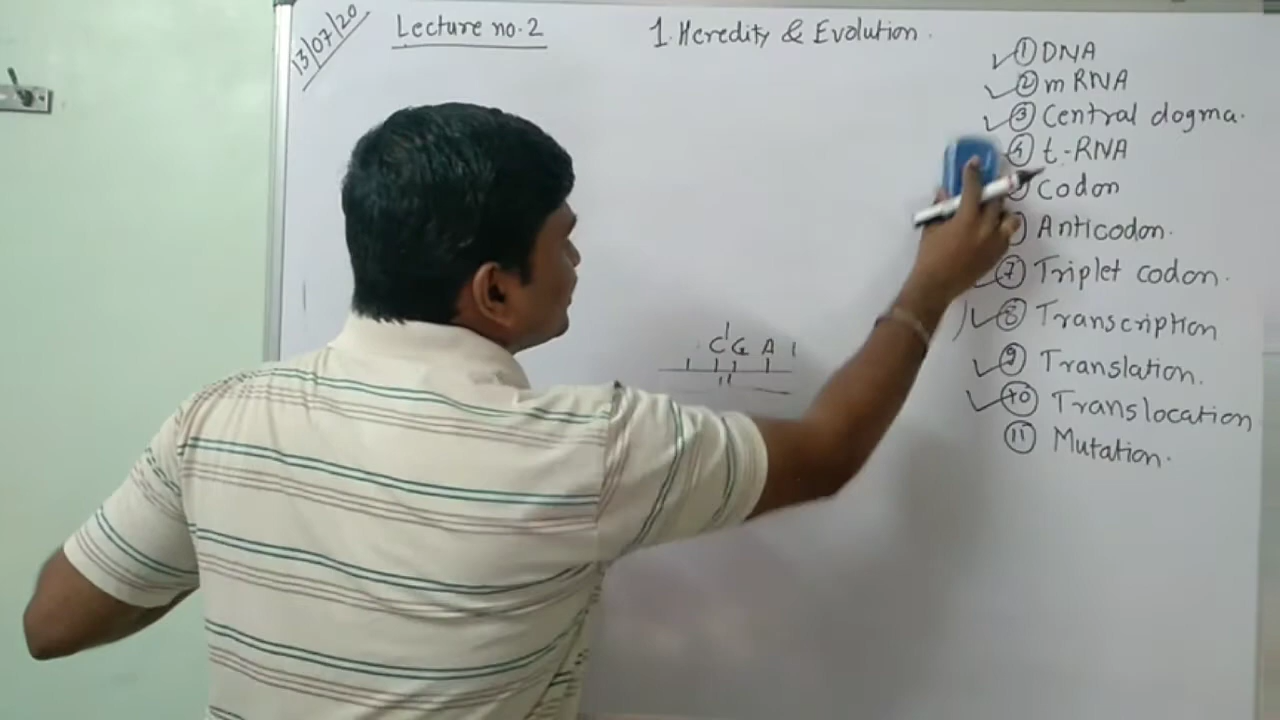 13/07/20
Lecture no. 2
1. Heredity & Evolution.
① DNA
② mRNA
③ Central dogma.
④ t-RNA
Codon
Anticodon.
⑦ Triplet codon.
⑧ Transcription
⑨ Translation.
⑩ Translocation
⑪ Mutation.
C G A